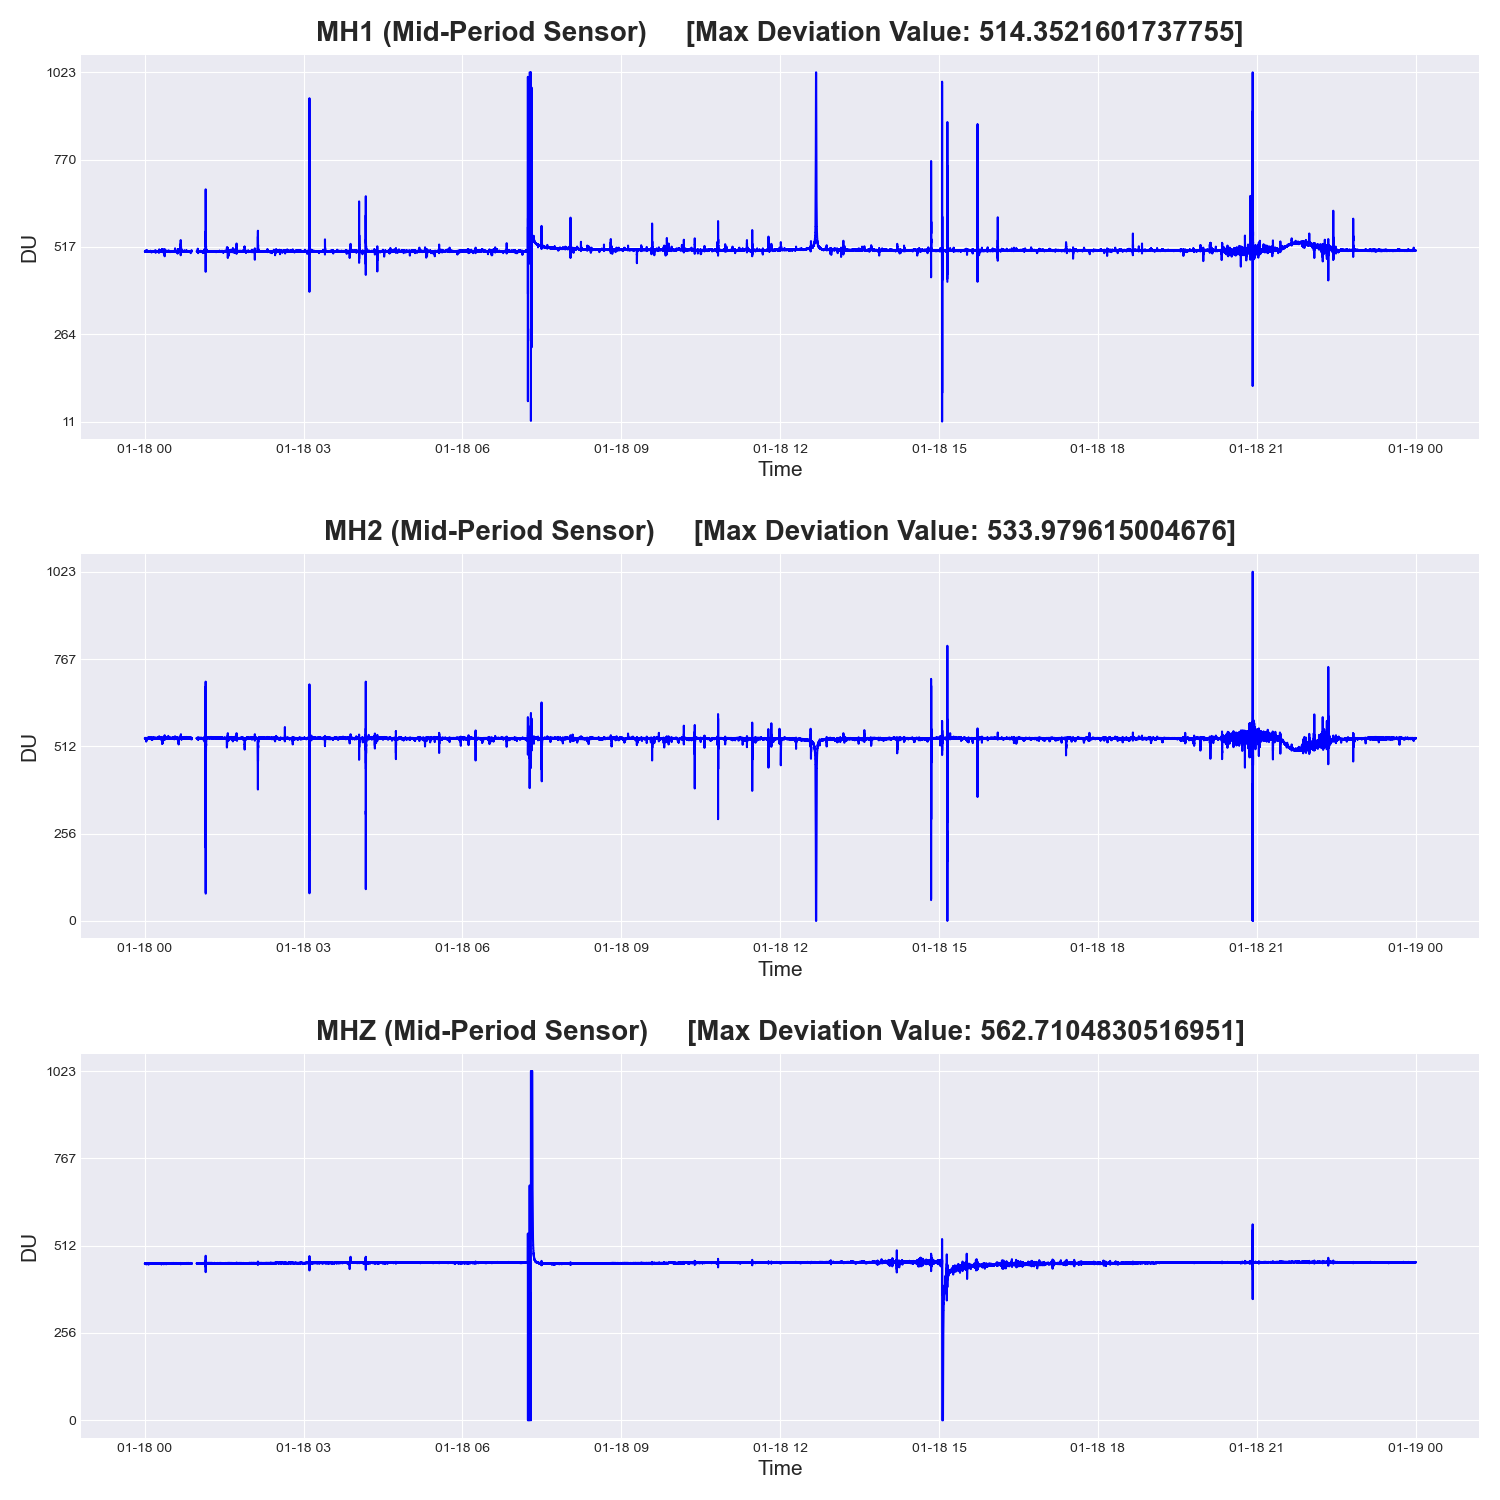 MH1 (Mid-Period Sensor) [Max Deviation Value: 514.3521601737755]
1023
770
517
264
11
DU
01-18 00 01-18 03 01-18 06 01-18 09 01-18 12 01-18 15 01-18 18 01-18 21 01-19 00
Time
MH2 (Mid-Period Sensor) [Max Deviation Value: 533.979615004676]
1023
767
512
256
0
DU
01-18 00 01-18 03 01-18 06 01-18 09 01-18 12 01-18 15 01-18 18 01-18 21 01-19 00
Time
MHZ (Mid-Period Sensor) [Max Deviation Value: 562.7104830516951]
1023
767
512
256
0
DU
01-18 00 01-18 03 01-18 06 01-18 09 01-18 12 01-18 15 01-18 18 01-18 21 01-19 00
Time